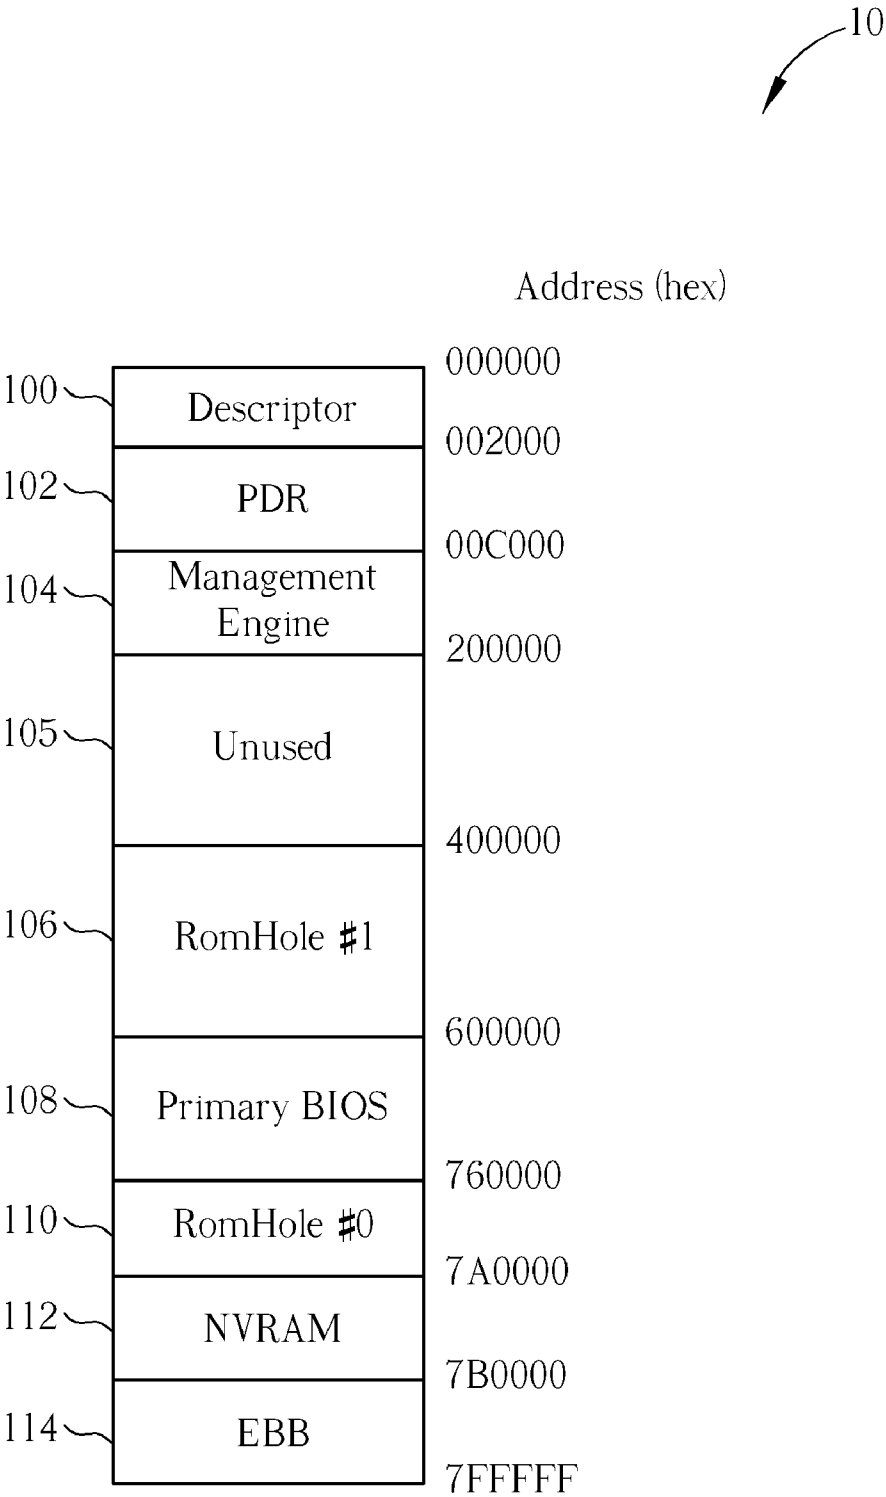 10
Address (hex)
000000
100
Descriptor
002000
102
PDR
00C000
104
Management
Engine
200000
105
Unused
400000
106
RomHole #1
600000
108
Primary BIOS
760000
110
RomHole #0
7A0000
112
NVRAM
7B0000
114
EBB
7FFFFF